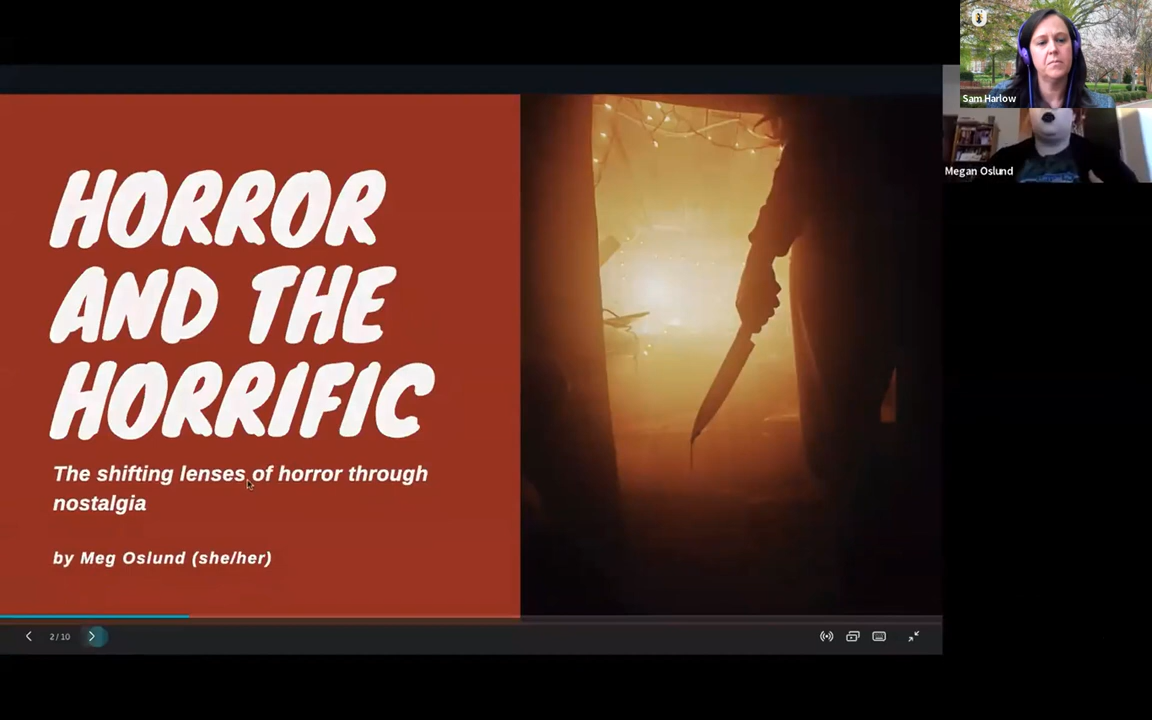 HORROR
AND THE
HORRIFIC
The shifting lenses of horror through
nostalgia
by Meg Oslund (she/her)
2 / 10
Sam Harlow
Megan Oslund